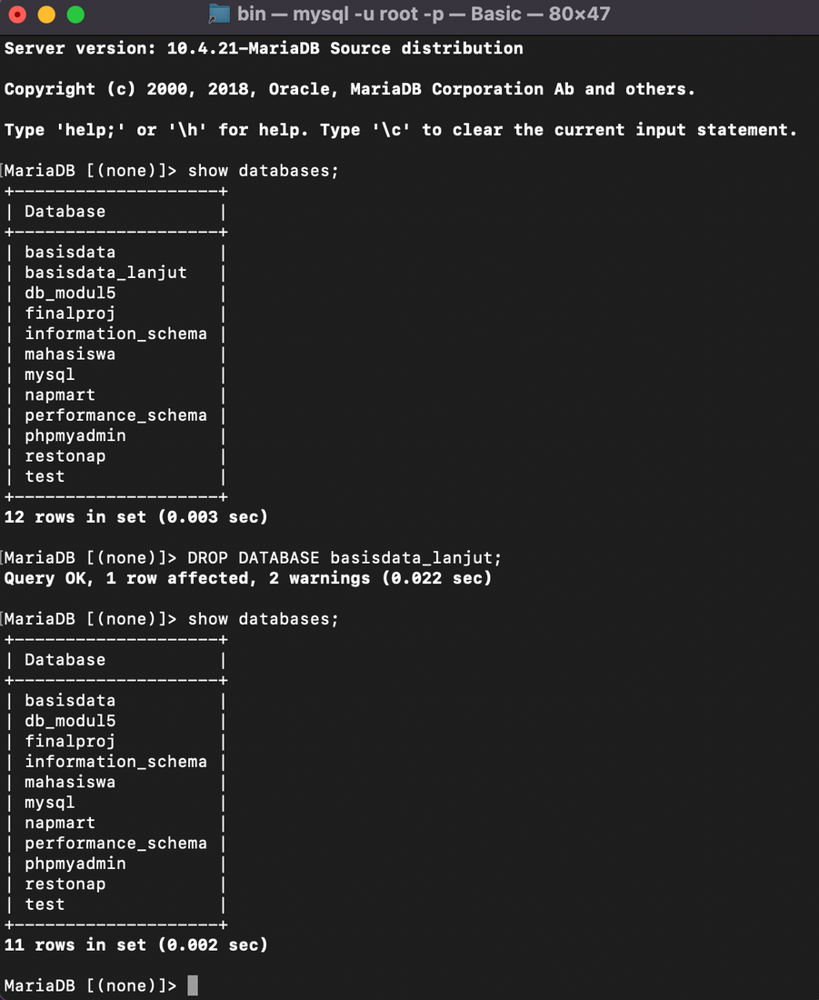 bin — mysql -u root -p — Basic — 80×47
Server version: 10.4.21-MariaDB Source distribution
Copyright (c) 2000, 2018, Oracle, MariaDB Corporation Ab and others.
Type 'help;' or '\h' for help. Type '\c' to clear the current input statement.
[MariaDB [(none)]> show databases;
+--------------------+
| Database           |
+--------------------+
| basisdata          |
| basisdata_lanjut   |
| db_modul5          |
| finalproj          |
| information_schema |
| mahasiswa          |
| mysql              |
| napmart            |
| performance_schema |
| phpmyadmin         |
| restonap           |
| test               |
+--------------------+
12 rows in set (0.003 sec)
[MariaDB [(none)]> DROP DATABASE basisdata_lanjut;
Query OK, 1 row affected, 2 warnings (0.022 sec)
[MariaDB [(none)]> show databases;
+--------------------+
| Database           |
+--------------------+
| basisdata          |
| db_modul5          |
| finalproj          |
| information_schema |
| mahasiswa          |
| mysql              |
| napmart            |
| performance_schema |
| phpmyadmin         |
| restonap           |
| test               |
+--------------------+
11 rows in set (0.002 sec)
MariaDB [(none)]>